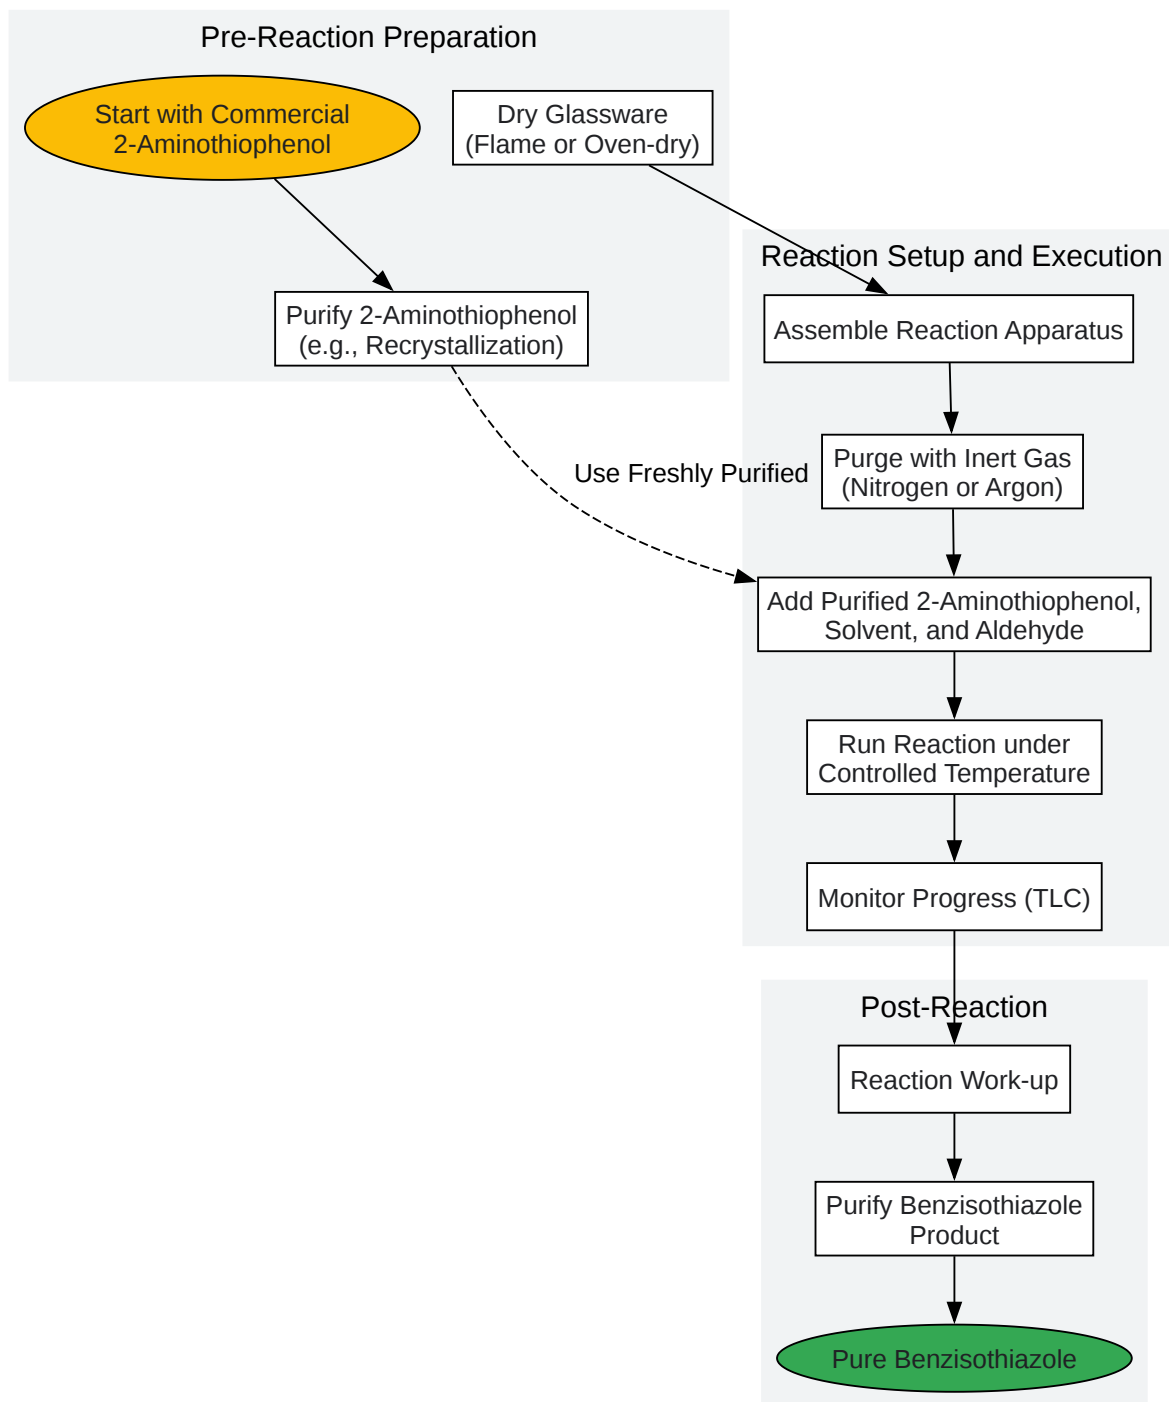 Pre-Reaction Preparation
Start with Commercial
2-Aminothiophenol
Dry Glassware
(Flame or Oven-dry)
Purify 2-Aminothiophenol
(e.g., Recrystallization)
Reaction Setup and Execution
Assemble Reaction Apparatus
Purge with Inert Gas
(Nitrogen or Argon)
Use Freshly Purified
Add Purified 2-Aminothiophenol,
Solvent, and Aldehyde
Run Reaction under
Controlled Temperature
Monitor Progress (TLC)
Post-Reaction
Reaction Work-up
Purify Benzisothiazole
Product
Pure Benzisothiazole